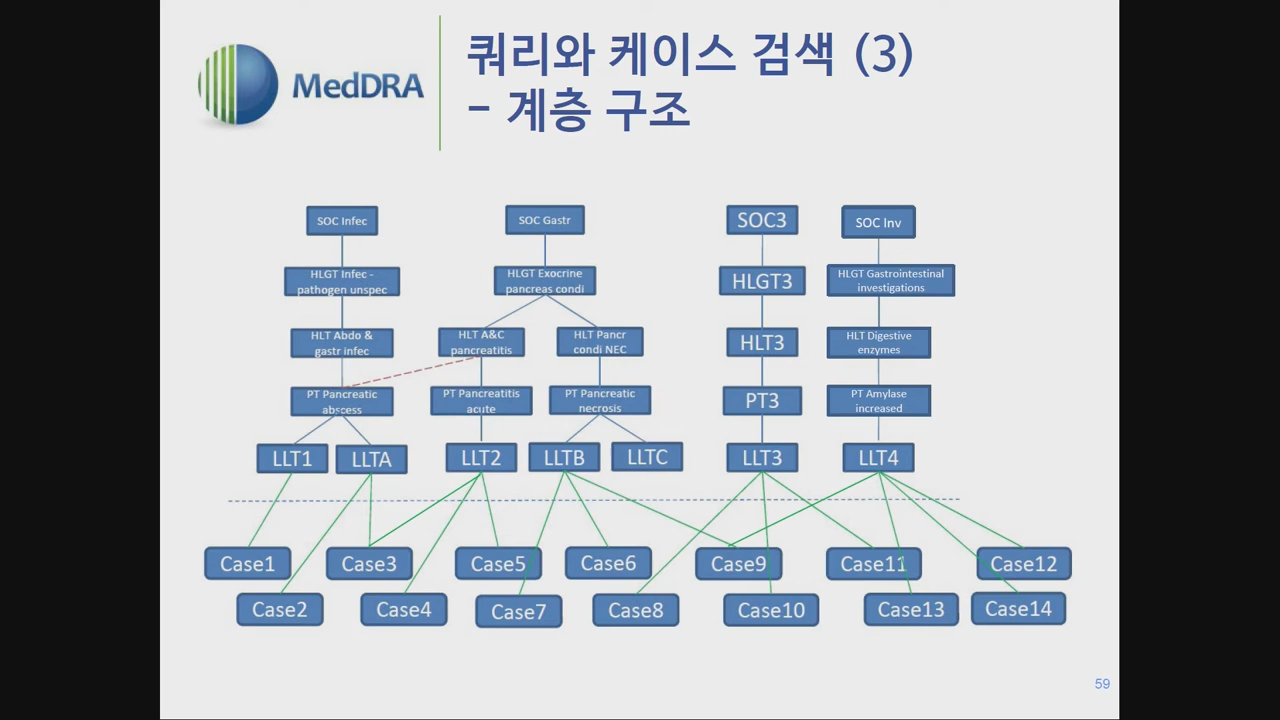 MedDRA
쿼리와 케이스 검색 (3)
- 계층 구조
SOC Infec
SOC Gastr
SOC3
SOC Inv
HLGT Infec -
pathogen unspec
HLGT Exocrine
pancreas condi
HLGT3
HLGT Gastrointestinal
investigations
HLT Abdo &
gastr infec
HLT A&C
pancreatitis
HLT Pancr
condi NEC
HLT3
HLT Digestive
enzymes
PT Pancreatic
abscess
PT Pancreatitis
acute
PT Pancreatic
necrosis
PT3
PT Amylase
increased
LLT1
LLTA
LLT2
LLTB
LLTC
LLT3
LLT4
Case1
Case3
Case5
Case6
Case9
Case11
Case12
Case2
Case4
Case7
Case8
Case10
Case13
Case14
59